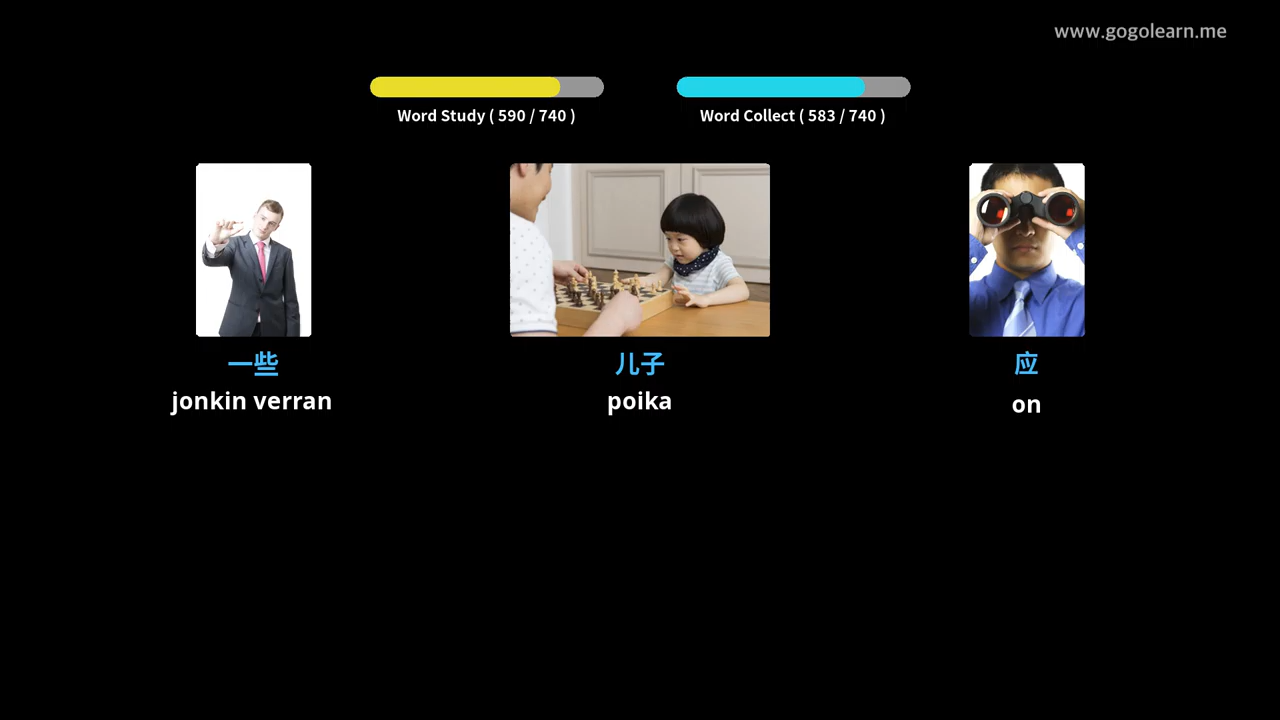 www.gogolearn.me
Word Study ( 590 / 740 )
Word Collect ( 583 / 740 )
一些
jonkin verran
儿子
poika
应
on